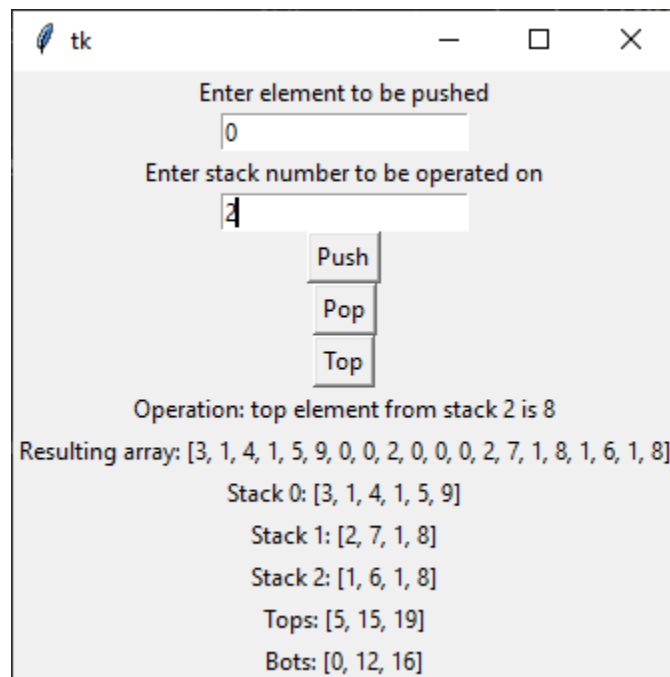 tk
Enter element to be pushed
0
Enter stack number to be operated on
2
Push
Pop
Top
Operation: top element from stack 2 is 8
Resulting array: [3, 1, 4, 1, 5, 9, 0, 0, 2, 0, 0, 0, 2, 7, 1, 8, 1, 6, 1, 8]
Stack 0: [3, 1, 4, 1, 5, 9]
Stack 1: [2, 7, 1, 8]
Stack 2: [1, 6, 1, 8]
Tops: [5, 15, 19]
Bots: [0, 12, 16]